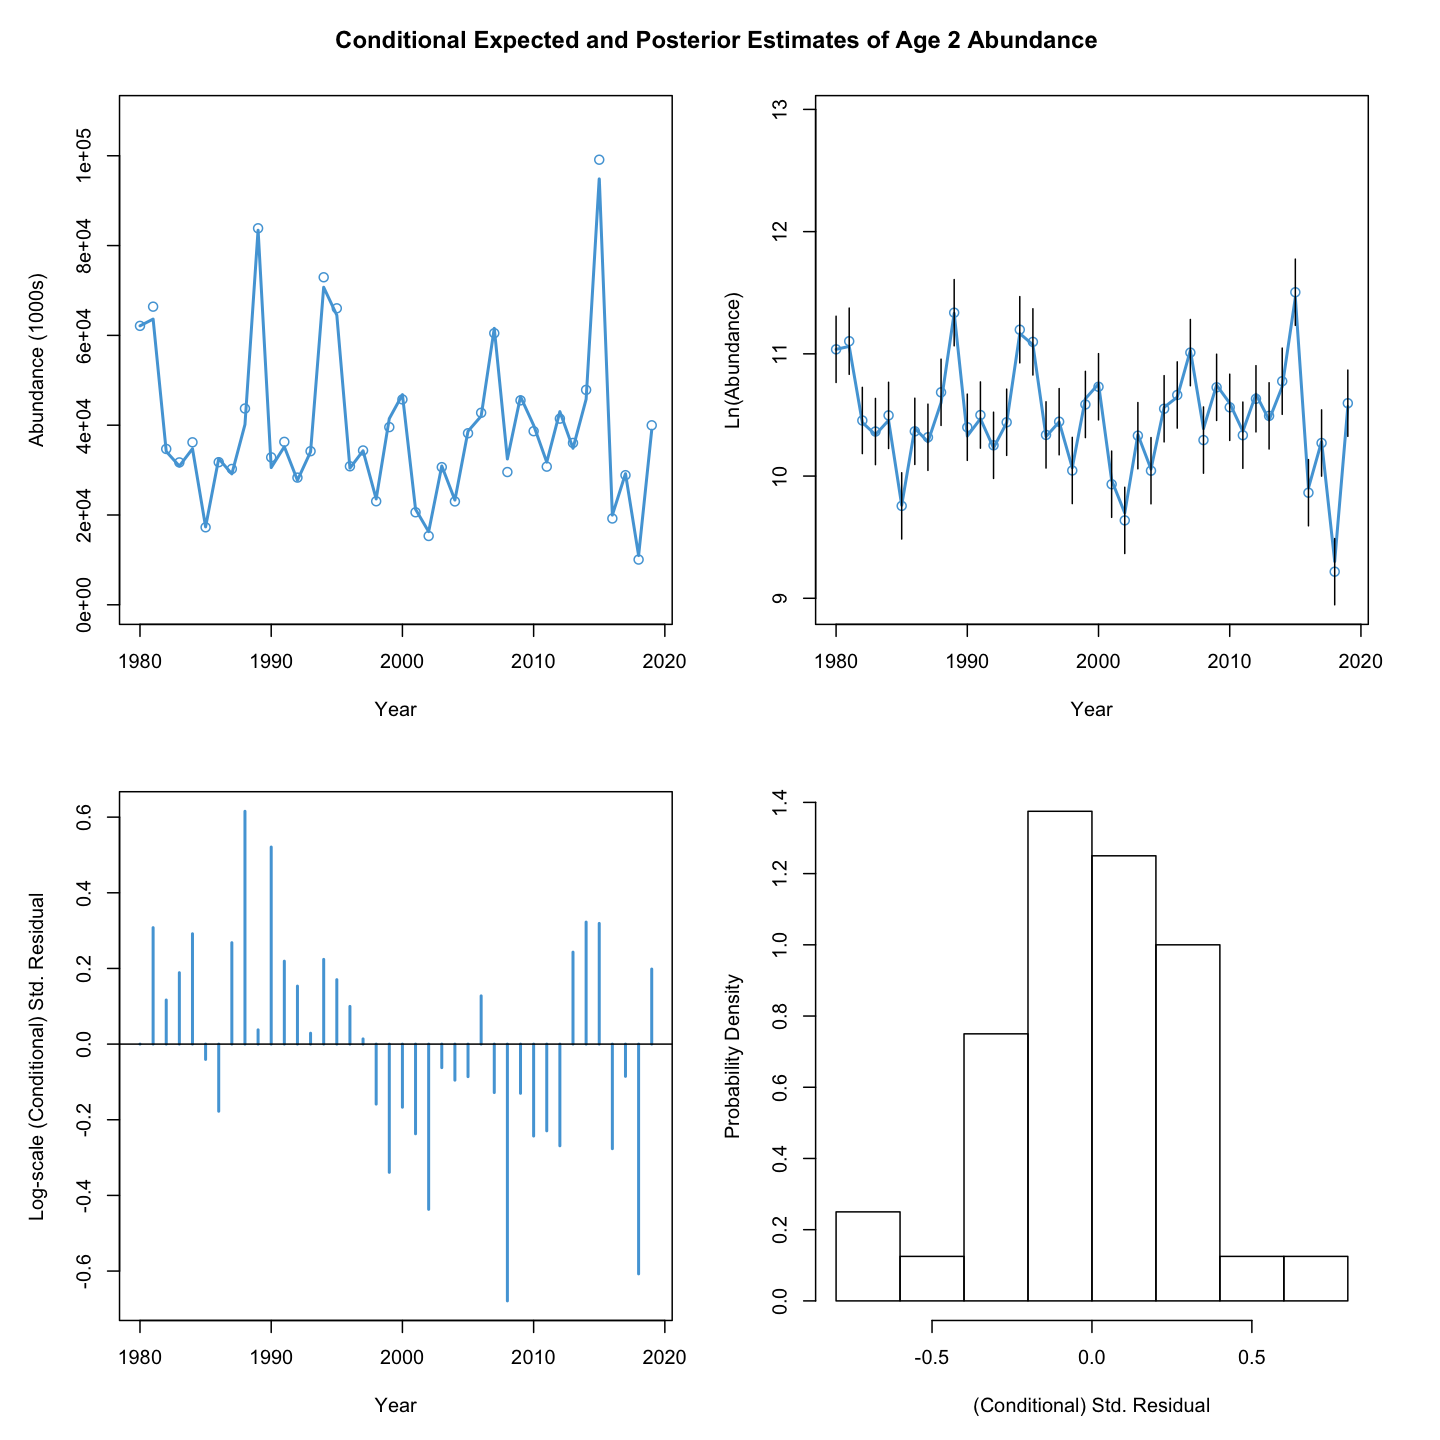 Conditional Expected and Posterior Estimates of Age 2 Abundance
Abundance (1000s)
1e+05
8e+04
6e+04
4e+04
2e+04
0e+00
1980 1990 2000 2010 2020
Year
Ln(Abundance)
13
12
11
10
9
1980 1990 2000 2010 2020
Year
Log-scale (Conditional) Std. Residual
0.6
0.4
0.2
0.0
-0.2
-0.4
-0.6
1980 1990 2000 2010 2020
Year
Probability Density
1.4
1.2
1.0
0.8
0.6
0.4
0.2
0.0
-0.5 0.0 0.5
(Conditional) Std. Residual